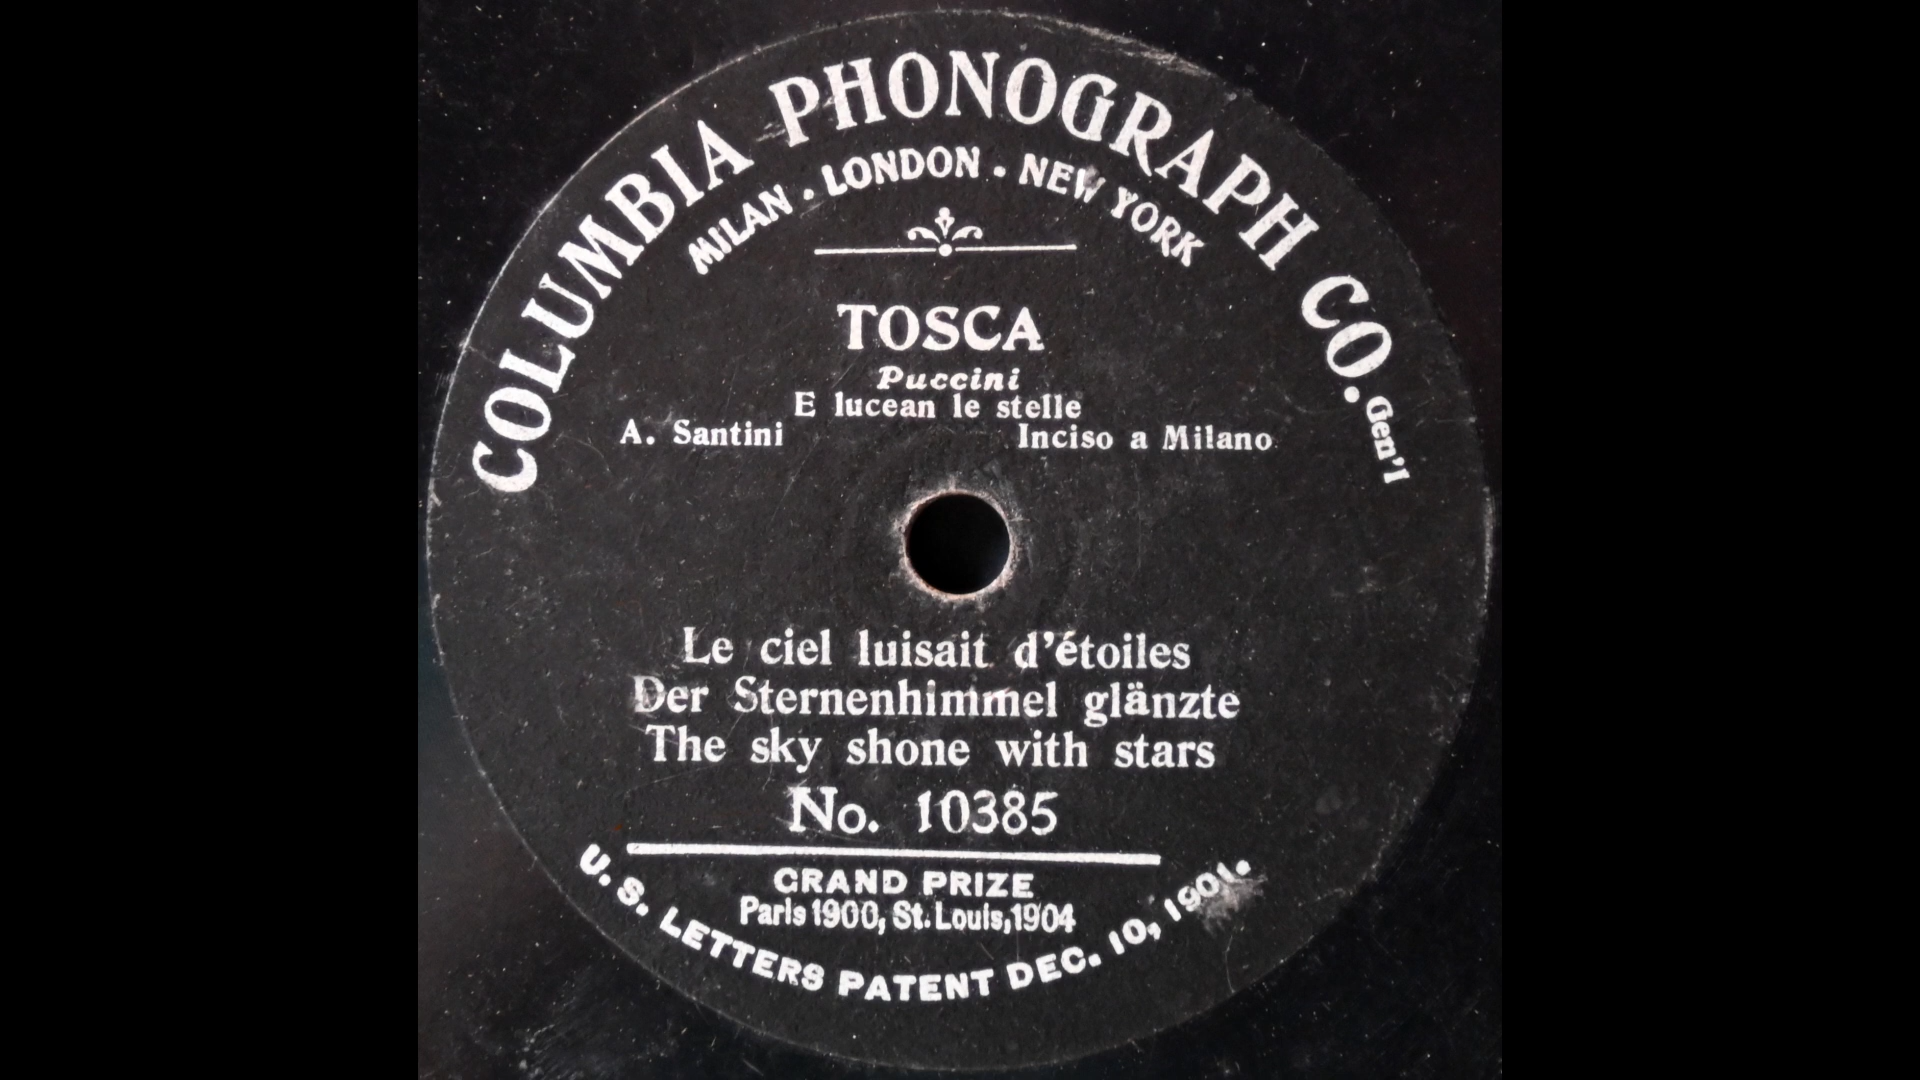 COLUMBIA PHONOGRAPH CO. Gen'l
MILAN · LONDON · NEW YORK
TOSCA
Puccini
E lucean le stelle
A. Santini Inciso a Milano
Le ciel luisait d'étoiles
Der Sternenhimmel glänzte
The sky shone with stars
No. 10385
GRAND PRIZE
Paris 1900, St. Louis, 1904
U. S. LETTERS PATENT DEC. 10, 1901.